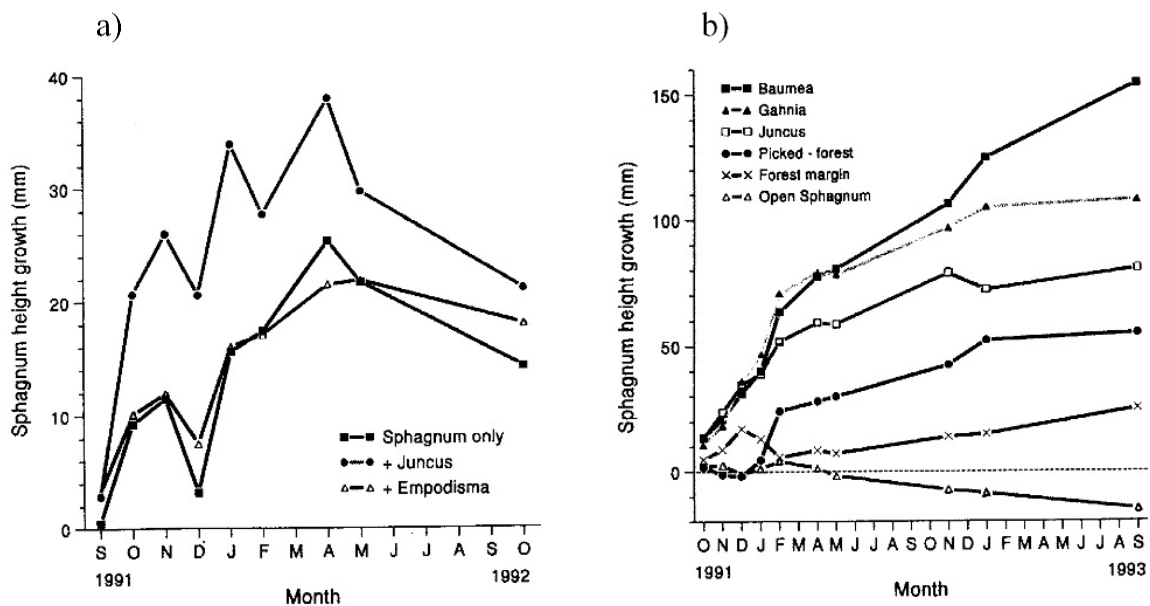 a)
40
30
20
10
0
Sphagnum height growth (mm)
Sphagnum only
+ Juncus
+ Empodisma
S O N D J F M A M J J A S O
1991 1992
Month
b)
150
100
50
0
Sphagnum height growth (mm)
Baumea
Gahnia
Juncus
Picked - forest
Forest margin
Open Sphagnum
O N D J F M A M J J A S O N D J F M A M J J A S
1991 1993
Month